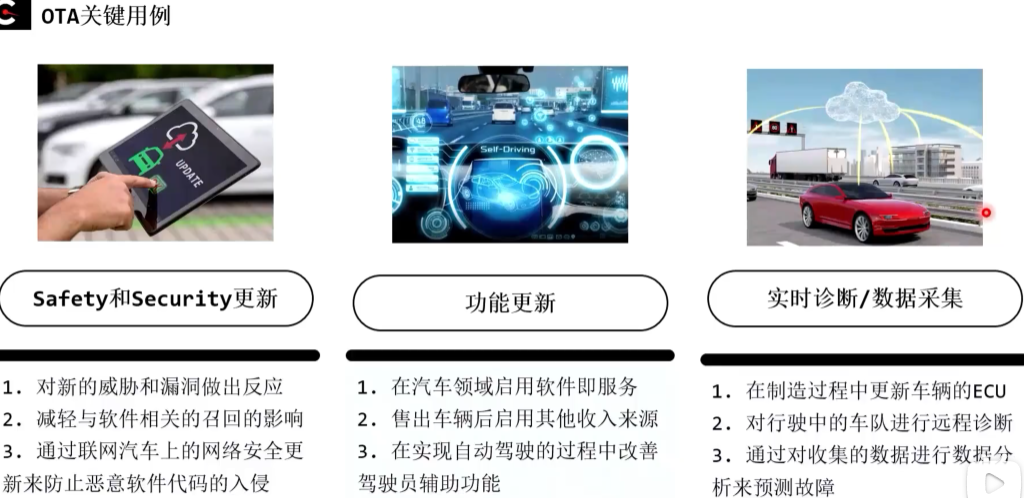 OTA关键用例
UPDATE
Self-Driving
Safety和Security更新
功能更新
实时诊断/数据采集
1. 对新的威胁和漏洞做出反应
2. 减轻与软件相关的召回的影响
3. 通过联网汽车上的网络安全更
新来防止恶意软件代码的入侵
1. 在汽车领域启用软件即服务
2. 售出车辆后启用其他收入来源
3. 在实现自动驾驶的过程中改善
驾驶员辅助功能
1. 在制造过程中更新车辆的ECU
2. 对行驶中的车队进行远程诊断
3. 通过对收集的数据进行数据分
析来预测故障